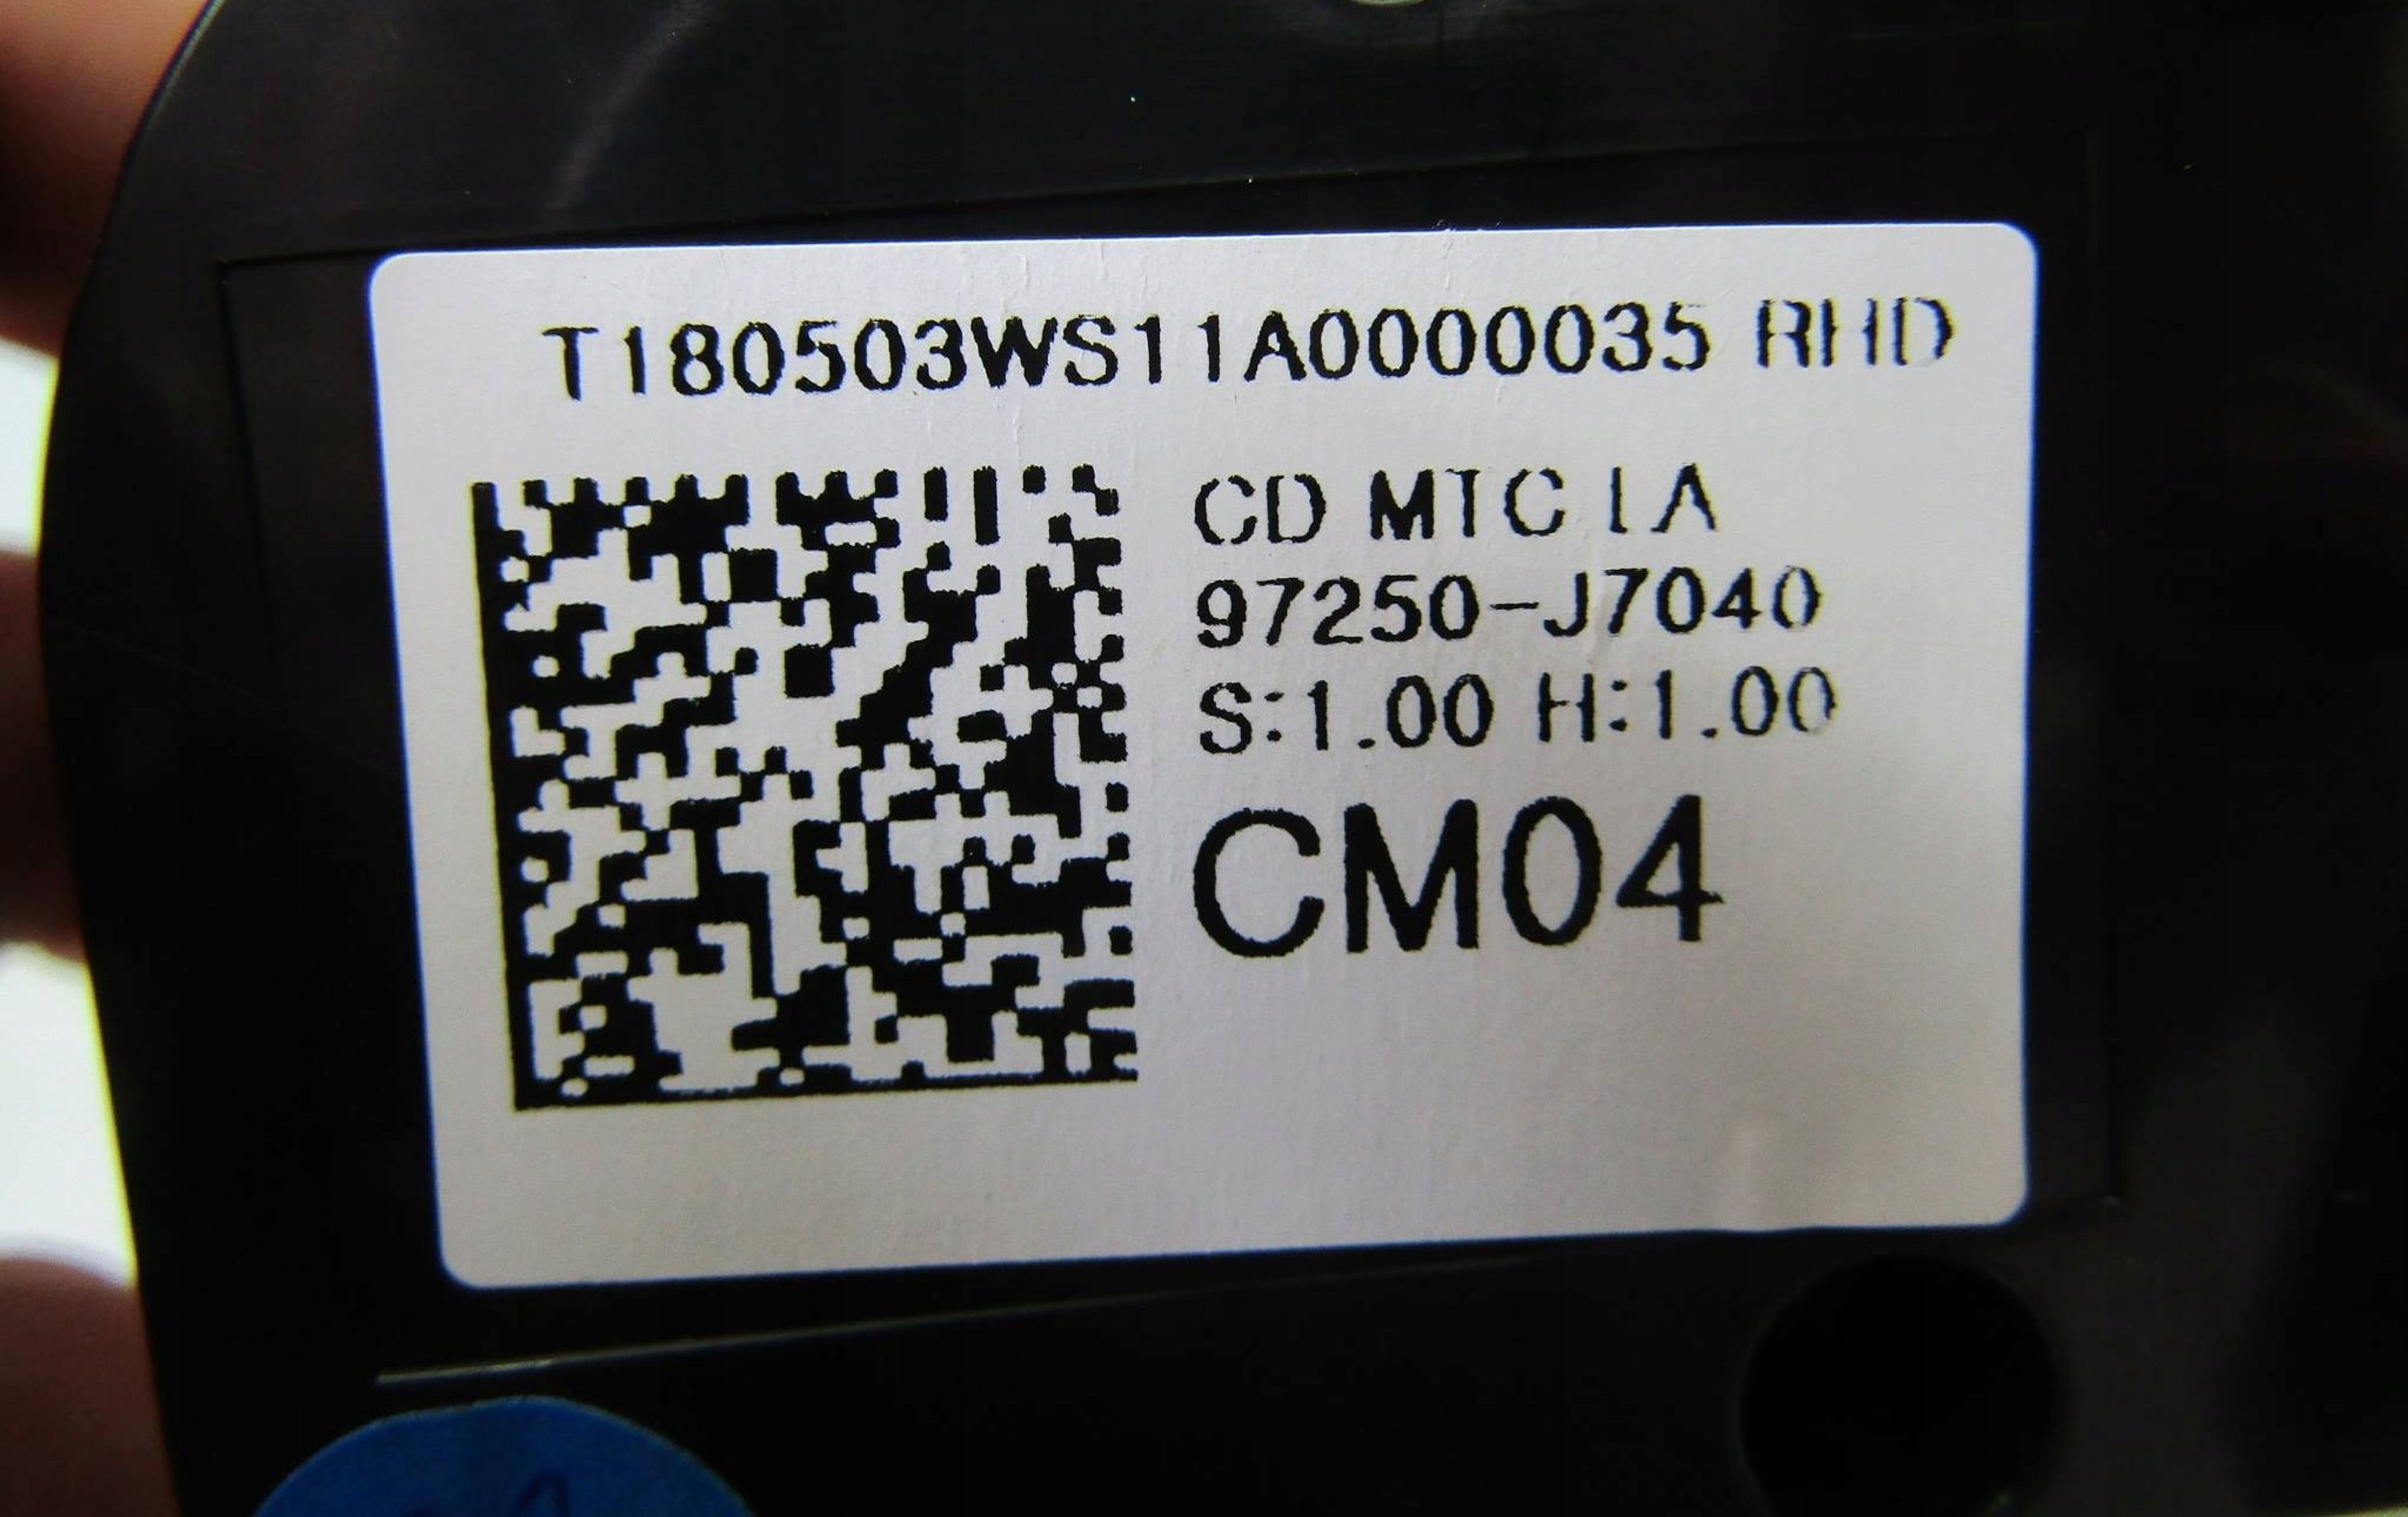 T180503WS11A0000035 RHD
CD MTC LA
97250-J7040
S:1.00 H:1.00
CM04